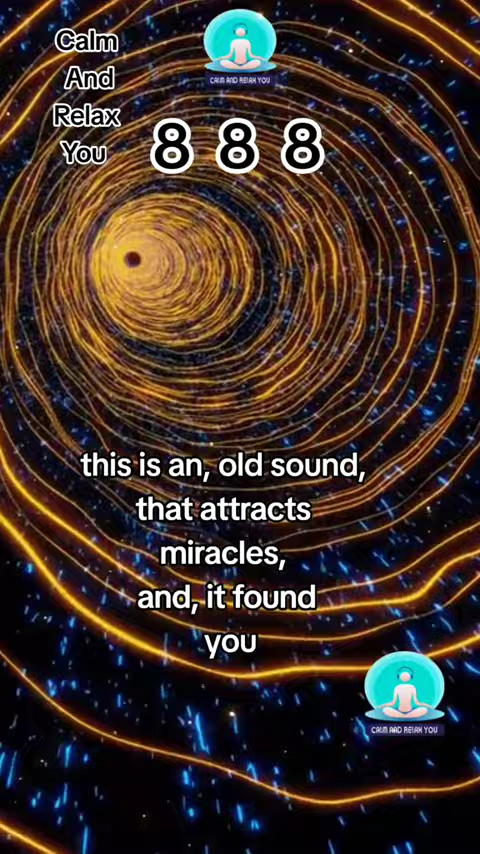 Calm
And
Relax
You
CALM AND RELAX YOU
8 8 8
this is an, old sound,
that attracts
miracles,
and, it found
you
CALM AND RELAX YOU